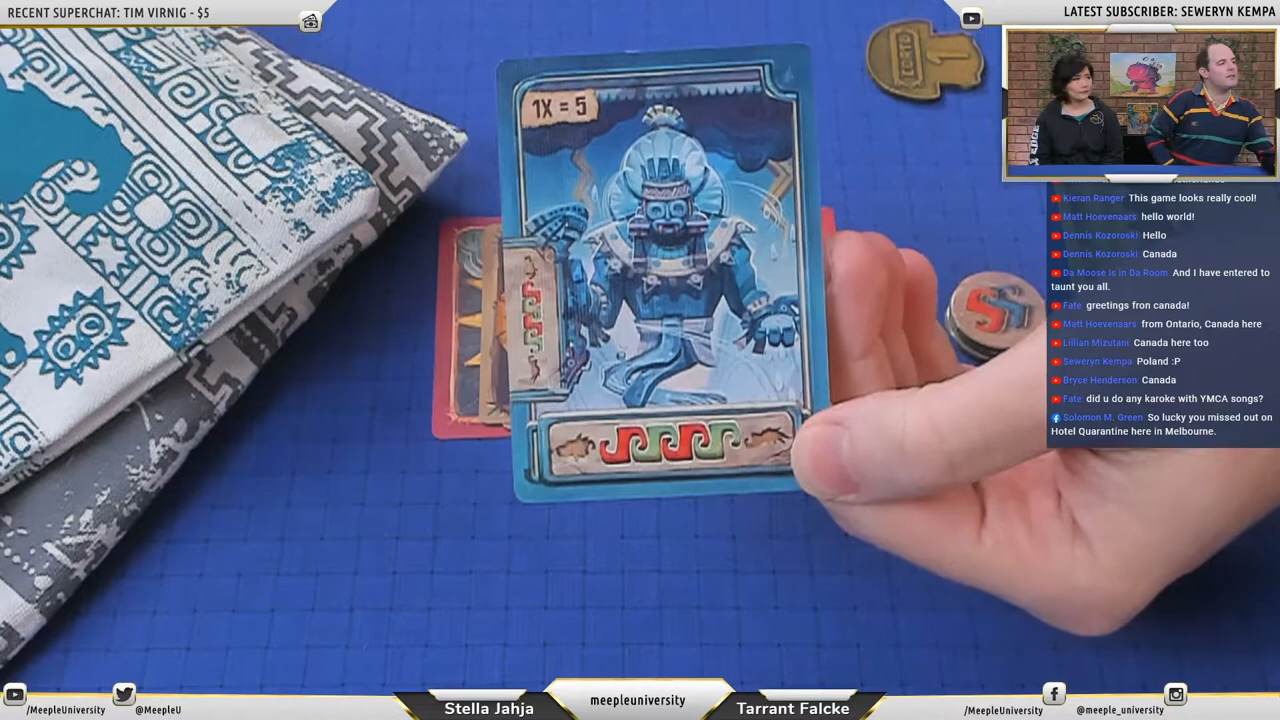 RECENT SUPERCHAT: TIM VIRNIG - $5
LATEST SUBSCRIBER: SEWERYN KEMPA
1X = 5
1
Kieran Ranger This game looks really cool!
Matt Hoevenaars hello world!
Dennis Kozoroski Hello
Dennis Kozoroski Canada
Da Moose Is in Da Room And I have entered to
taunt you all.
Fate greetings fron canada!
Matt Hoevenaars from Ontario, Canada here
Lillian Mizutani Canada here too
Seweryn Kempa Poland :P
Bryce Henderson Canada
Fate did u do any karoke with YMCA songs?
Solomon M. Green So lucky you missed out on
Hotel Quarantine here in Melbourne.
/MeepleUniversity
@MeepleU
Stella Jahja
meepleuniversity
Tarrant Falcke
/MeepleUniversity
@meeple_university